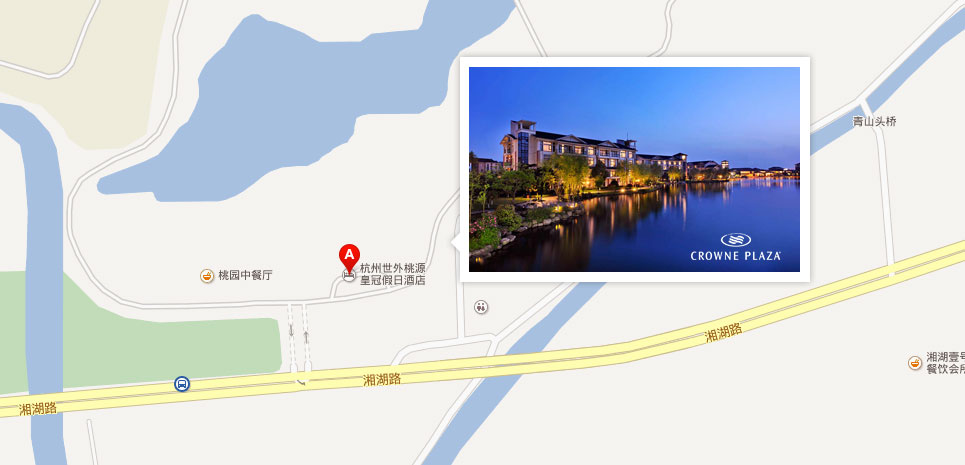 青山头桥
CROWNE PLAZA
A
杭州世外桃源
皇冠假日酒店
桃园中餐厅
湘湖路
湘湖壹号
餐饮会所
湘湖路
湘湖路